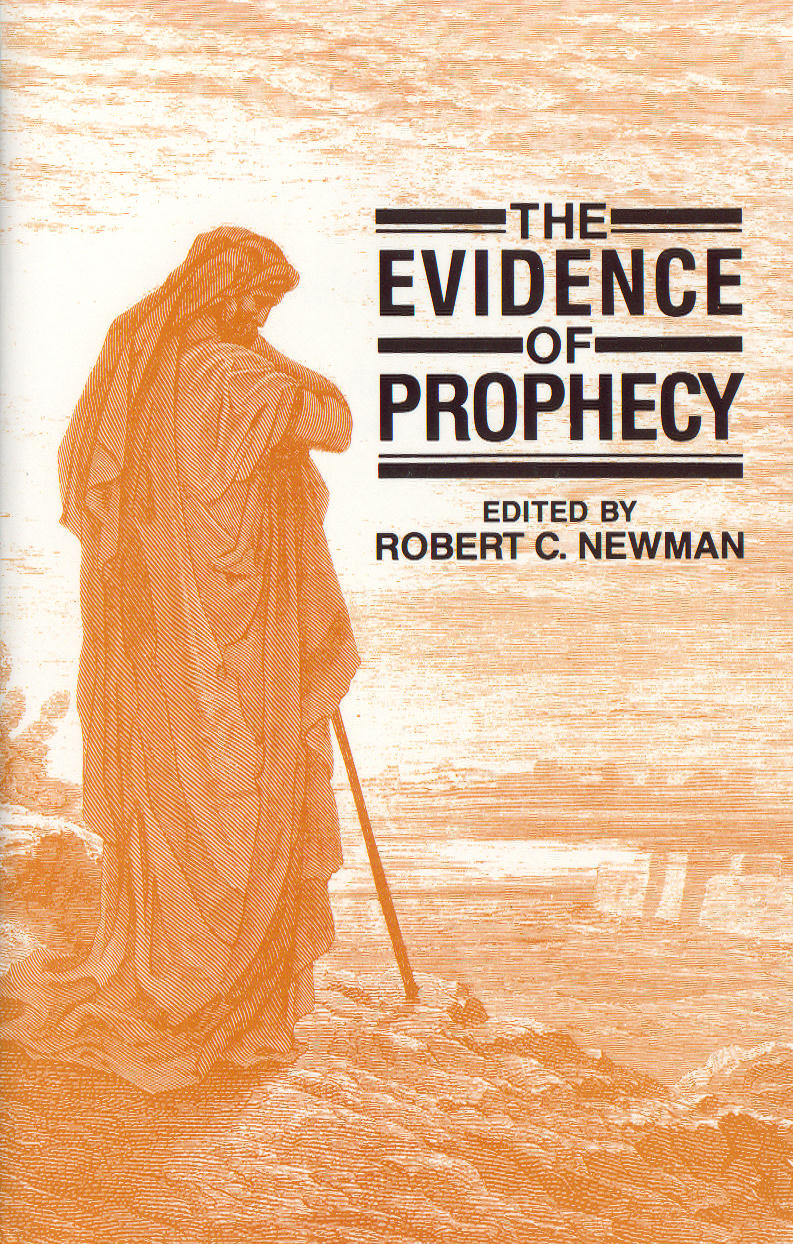 THE
EVIDENCE
OF
PROPHECY
EDITED BY
ROBERT C. NEWMAN